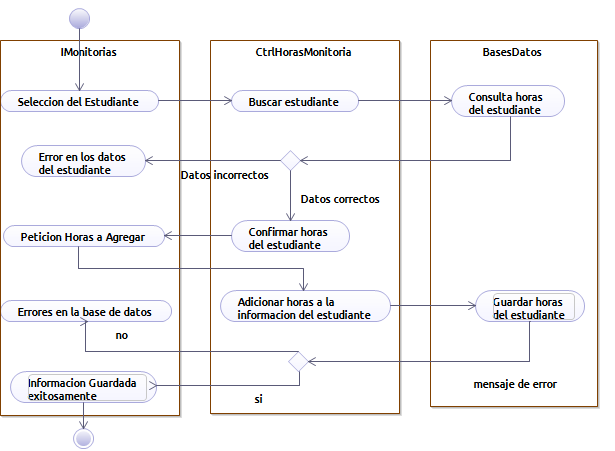 IMonitorias
CtrlHorasMonitoria
BasesDatos
Seleccion del Estudiante
Buscar estudiante
Consulta horas
del estudiante
Error en los datos
del estudiante
Datos incorrectos
Datos correctos
Peticion Horas a Agregar
Confirmar horas
del estudiante
Errores en la base de datos
Adicionar horas a la
informacion del estudiante
Guardar horas
del estudiante
no
Informacion Guardada
exitosamente
si
mensaje de error